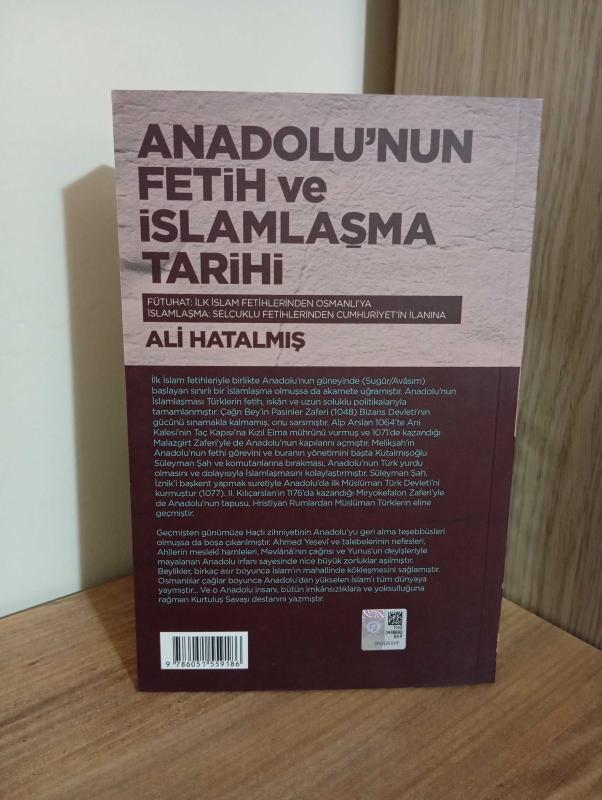 ANADOLU'NUN
FETİH ve
İSLAMLAŞMA
TARİHİ
FÜTUHAT: İLK İSLAM FETİHLERİNDEN OSMANLI'YA
İSLAMLAŞMA: SELÇUKLU FETİHLERİNDEN CUMHURİYET'İN İLANINA
ALİ HATALMIŞ
İlk İslam fetihleriyle birlikte Anadolu'nun güneyinde (Sugûr/Avâsım)
başlayan sınırlı bir İslamlaşma olmuşsa da akamete uğramıştır. Anadolu'nun
İslamlaşması Türklerin fetih, iskân ve uzun soluklu politikalarıyla
tamamlanmıştır. Çağrı Bey'in Pasinler Zaferi (1048) Bizans Devleti'nin
gücünü sınamakla kalmamış, onu sarsmıştır. Alp Arslan 1064'te Ani
Kalesi'nin Taç Kapısı'na Kızıl Elma mührünü vurmuş ve 1071'de kazandığı
Malazgirt Zaferi'yle de Anadolu'nun kapılarını açmıştır. Melikşah'ın
Anadolu'nun fethi görevini ve buranın yönetimini başta Kutalmışoğlu
Süleyman Şah ve komutanlarına bırakması, Anadolu'nun Türk yurdu
olmasını ve dolayısıyla İslamlaşmasını kolaylaştırmıştır. Süleyman Şah,
İznik'i başkent yapmak suretiyle Anadolu'da ilk Müslüman Türk Devleti'ni
kurmuştur (1077). II. Kılıçarslan'ın 1176'da kazandığı Miryokefalon Zaferi'yle
de Anadolu'nun tapusu, Hristiyan Rumlardan Müslüman Türklerin eline
geçmiştir.
Geçmişten günümüze Haçlı zihniyetinin Anadolu'yu geri alma teşebbüsleri
olmuşsa da boşa çıkarılmıştır. Ahmed Yesevî ve talebelerinin nefesleri,
Ahîlerin meslekî hamleleri, Mevlânâ'nın çağrısı ve Yunus'un deyişleriyle
mayalanan Anadolu irfanı sayesinde nice büyük zorluklar aşılmıştır.
Beylikler, birkaç asır boyunca İslam'ın mahallinde kökleşmesini sağlamıştır.
Osmanlılar çağlar boyunca Anadolu'dan yükselen İslam'ı tüm dünyaya
yaymıştır... Ve o Anadolu insanı, bütün imkânsızlıklara ve yoksulluğuna
rağmen Kurtuluş Savaşı destanını yazmıştır.
9 786051 559186